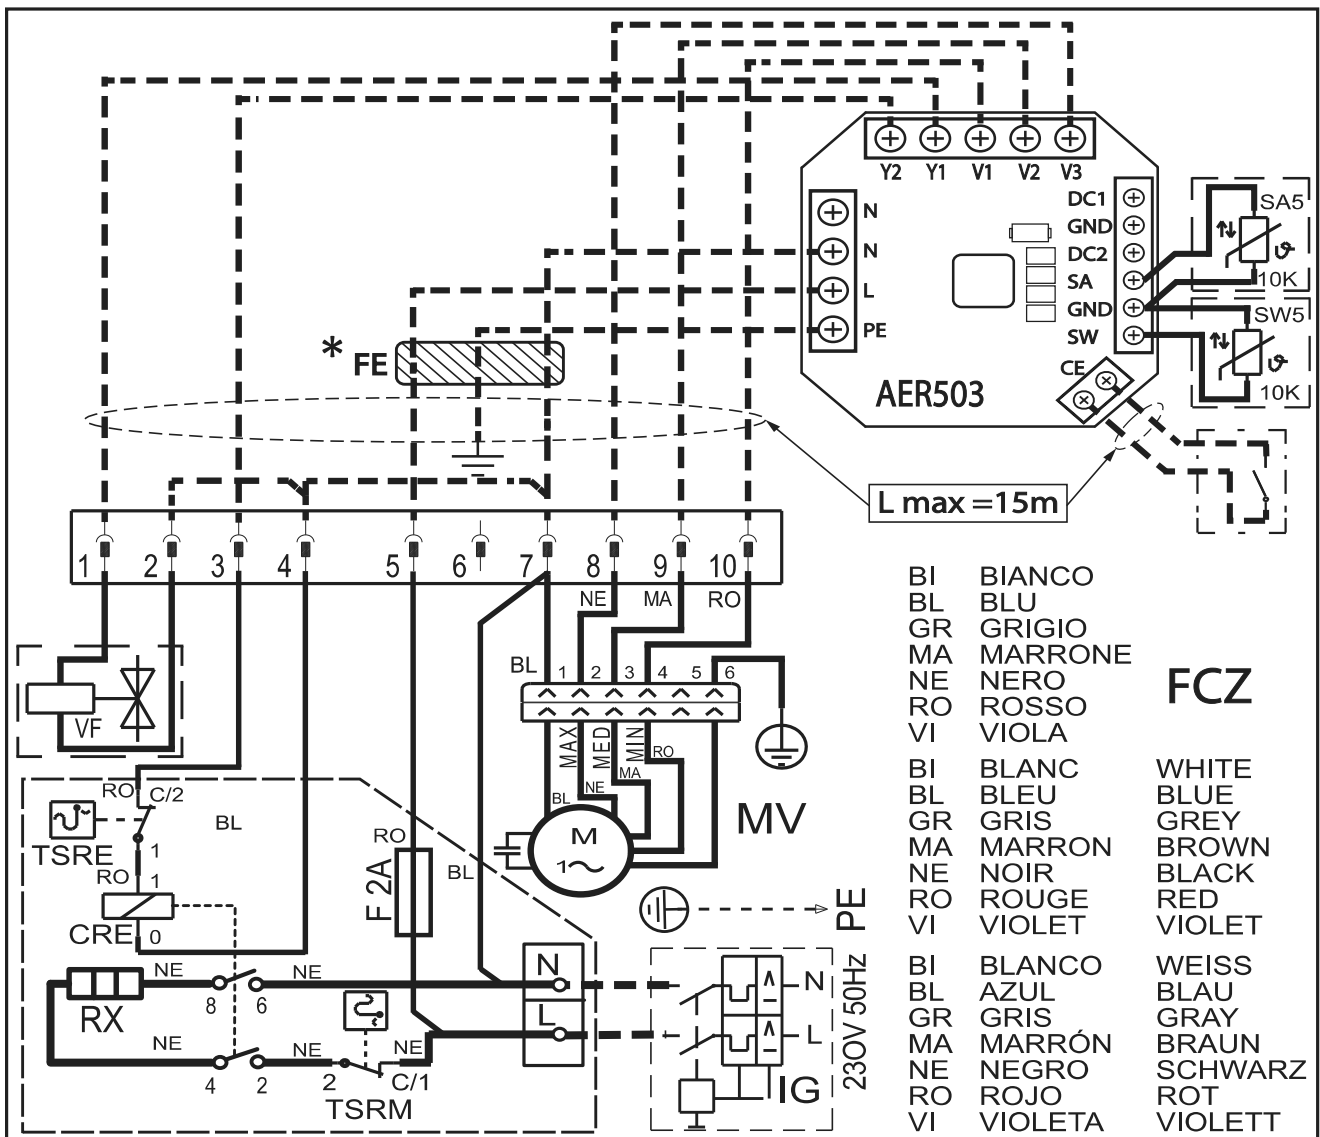 Y2 Y1 V1 V2 V3
N
N
L
PE
DC1
GND
DC2
SA
GND
SW
CE
AER503
SA5
10K
SW5
10K
* FE
L max =15m
1 2 3 4 5 6 7 8 9 10
NE MA RO
BL 1 2 3 4 5 6
VF
MAX MED MIN RO
MA
BL NE
M
1~
MV
RO C/2
BL
TSRE 1
RO 1
CRE 0
RO
F 2A
BL
NE NE
RX 8 6
NE NE NE
4 2 2 C/1
TSRM
N
L
PE
N
L
IG
230V 50Hz
FCZ
BI BIANCO
BL BLU
GR GRIGIO
MA MARRONE
NE NERO
RO ROSSO
VI VIOLA
BI BLANC WHITE
BL BLEU BLUE
GR GRIS GREY
MA MARRON BROWN
NE NOIR BLACK
RO ROUGE RED
VI VIOLET VIOLET
BI BLANCO WEISS
BL AZUL BLAU
GR GRIS GRAY
MA MARRÓN BRAUN
NE NEGRO SCHWARZ
RO ROJO ROT
VI VIOLETA VIOLETT